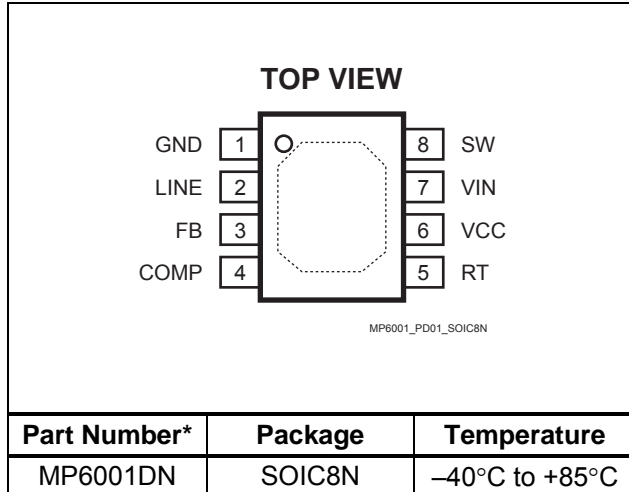 TOP VIEW
GND 1 8 SW
LINE 2 7 VIN
FB 3 6 VCC
COMP 4 5 RT
MP6001_PD01_SOIC8N
Part Number* Package Temperature
MP6001DN SOIC8N –40°C to +85°C